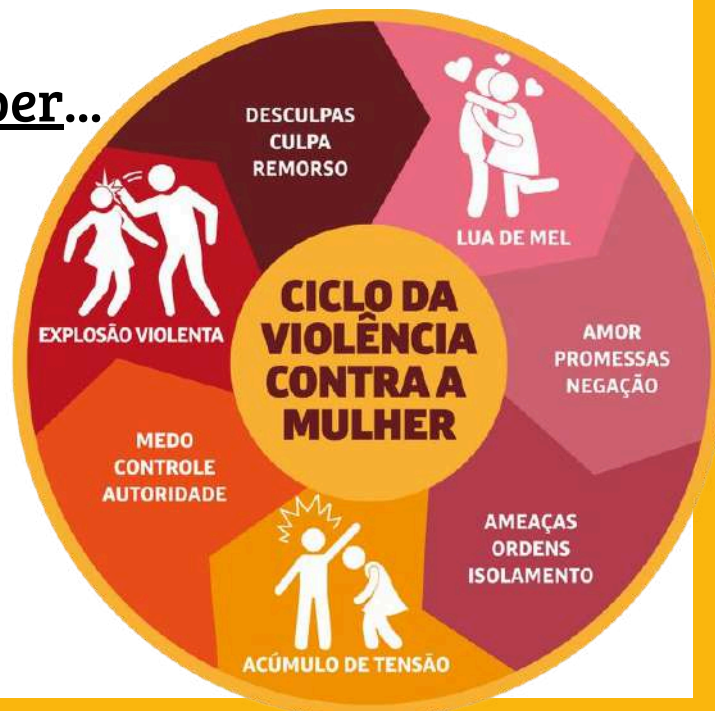 DESCULPAS
CULPA
REMORSO
LUA DE MEL
AMOR
PROMESSAS
NEGAÇÃO
AMEAÇAS
ORDENS
ISOLAMENTO
ACÚMULO DE TENSÃO
MEDO
CONTROLE
AUTORIDADE
EXPLOSÃO VIOLENTA
CICLO DA
VIOLÊNCIA
CONTRA A
MULHER